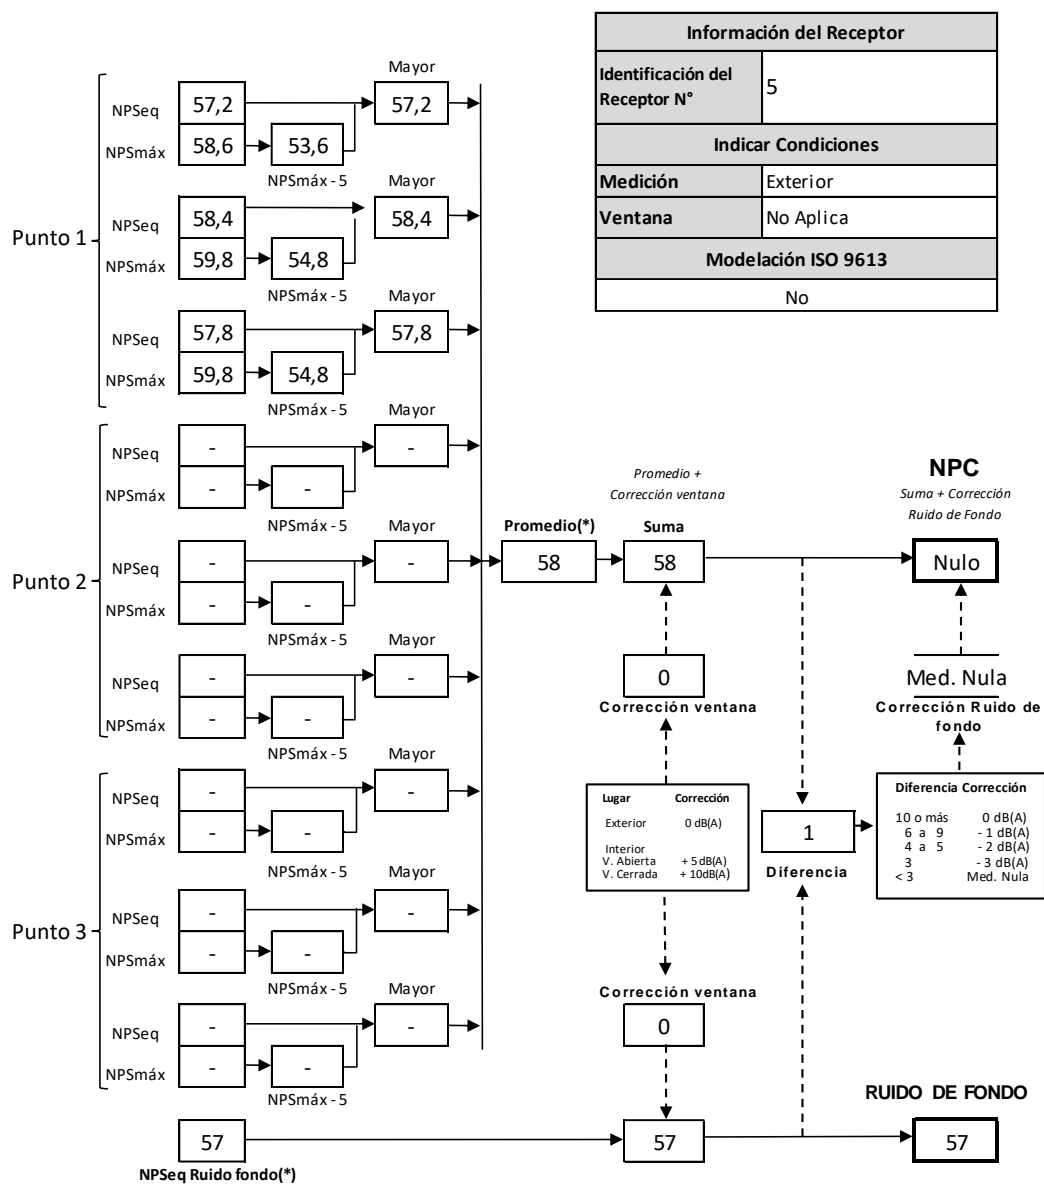 Información del Receptor
Identificación del Receptor N°
5
Indicar Condiciones
Medición
Exterior
Ventana
No Aplica
Modelación ISO 9613
No
Punto 1
Mayor
NPSeq
57,2
57,2
NPSmáx
58,6
53,6
NPSmáx - 5
Mayor
NPSeq
58,4
58,4
NPSmáx
59,8
54,8
NPSmáx - 5
Mayor
NPSeq
57,8
57,8
NPSmáx
59,8
54,8
NPSmáx - 5
Punto 2
Mayor
NPSeq
-
-
NPSmáx
-
-
NPSmáx - 5
Mayor
NPSeq
-
-
NPSmáx
-
-
NPSmáx - 5
Mayor
NPSeq
-
-
NPSmáx
-
-
NPSmáx - 5
Punto 3
Mayor
NPSeq
-
-
NPSmáx
-
-
NPSmáx - 5
Mayor
NPSeq
-
-
NPSmáx
-
-
NPSmáx - 5
Mayor
NPSeq
-
-
NPSmáx
-
-
NPSmáx - 5
57
NPSeq Ruido fondo(*)
Promedio(*)
58
Promedio +
Corrección ventana
Suma
58
0
Corrección ventana
Lugar Corrección
Exterior 0 dB(A)
Interior
V. Abierta + 5 dB(A)
V. Cerrada + 10dB(A)
Corrección ventana
0
57
1
Diferencia
NPC
Suma + Corrección
Ruido de Fondo
Nulo
Med. Nula
Corrección Ruido de
fondo
Diferencia Corrección
10 o más 0 dB(A)
6 a 9 - 1 dB(A)
4 a 5 - 2 dB(A)
3 - 3 dB(A)
< 3 Med. Nula
RUIDO DE FONDO
57